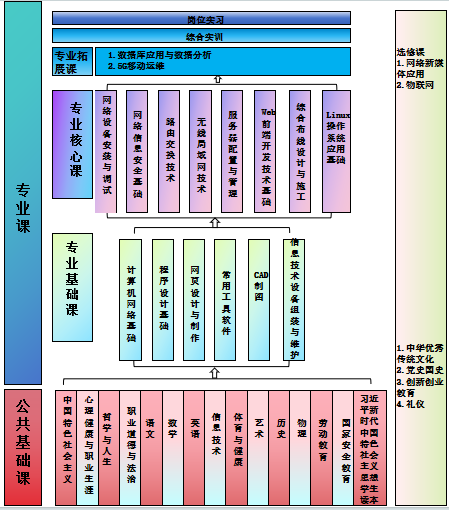 岗位实习
综合实训
专业拓展课
1.数据库应用与数据分析
2.5G移动运维
专业课
专业核心课
网络设备安装与调试
网络信息安全基础
路由交换技术
无线局域网技术
服务器配置与管理
Web前端开发技术基础
综合布线设计与施工
Linux操作系统应用基础
专业基础课
计算机网络基础
程序设计基础
网页设计与制作
常用工具软件
CAD制图
信息技术设备组装与维护
公共基础课
中国特色社会主义
心理健康与职业生涯
哲学与人生
职业道德与法治
语文
数学
英语
信息技术
体育与健康
艺术
历史
物理
劳动教育
国家安全教育
习近平新时代中国特色社会主义思想学生读本
选修课
1.网络新媒
体应用
2.物联网
1.中华优秀
传统文化
2.党史国史
3.创新创业
教育
4.礼仪